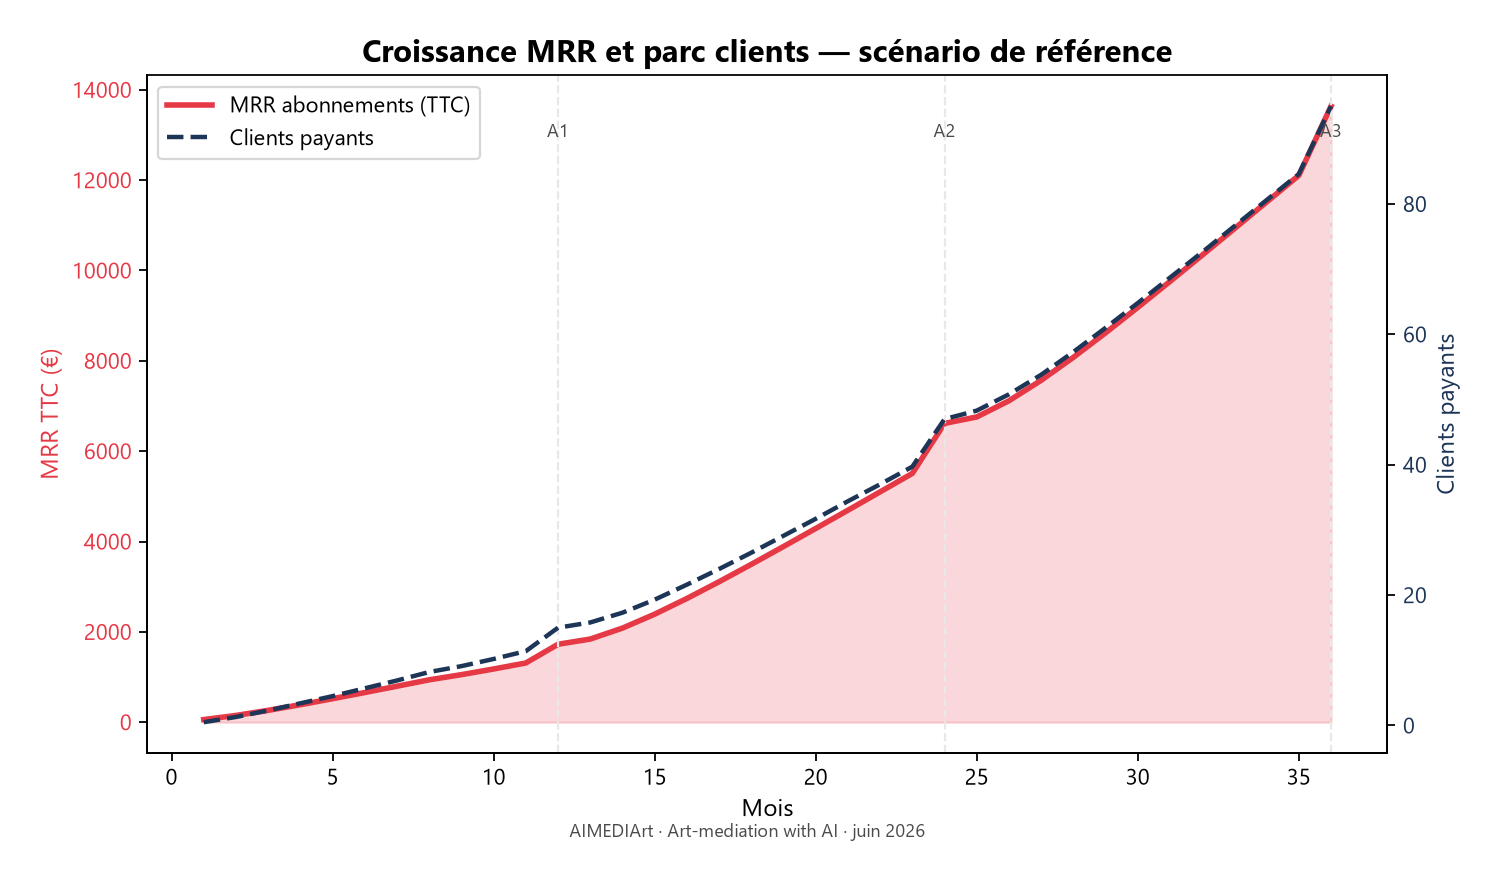 Croissance MRR et parc clients — scénario de référence
MRR abonnements (TTC)
Clients payants
A1
A2
A3
MRR TTC (€)
14000
12000
10000
8000
6000
4000
2000
0
Clients payants
80
60
40
20
0
0 5 10 15 20 25 30 35
Mois
AIMEDIArt · Art-mediation with AI · juin 2026